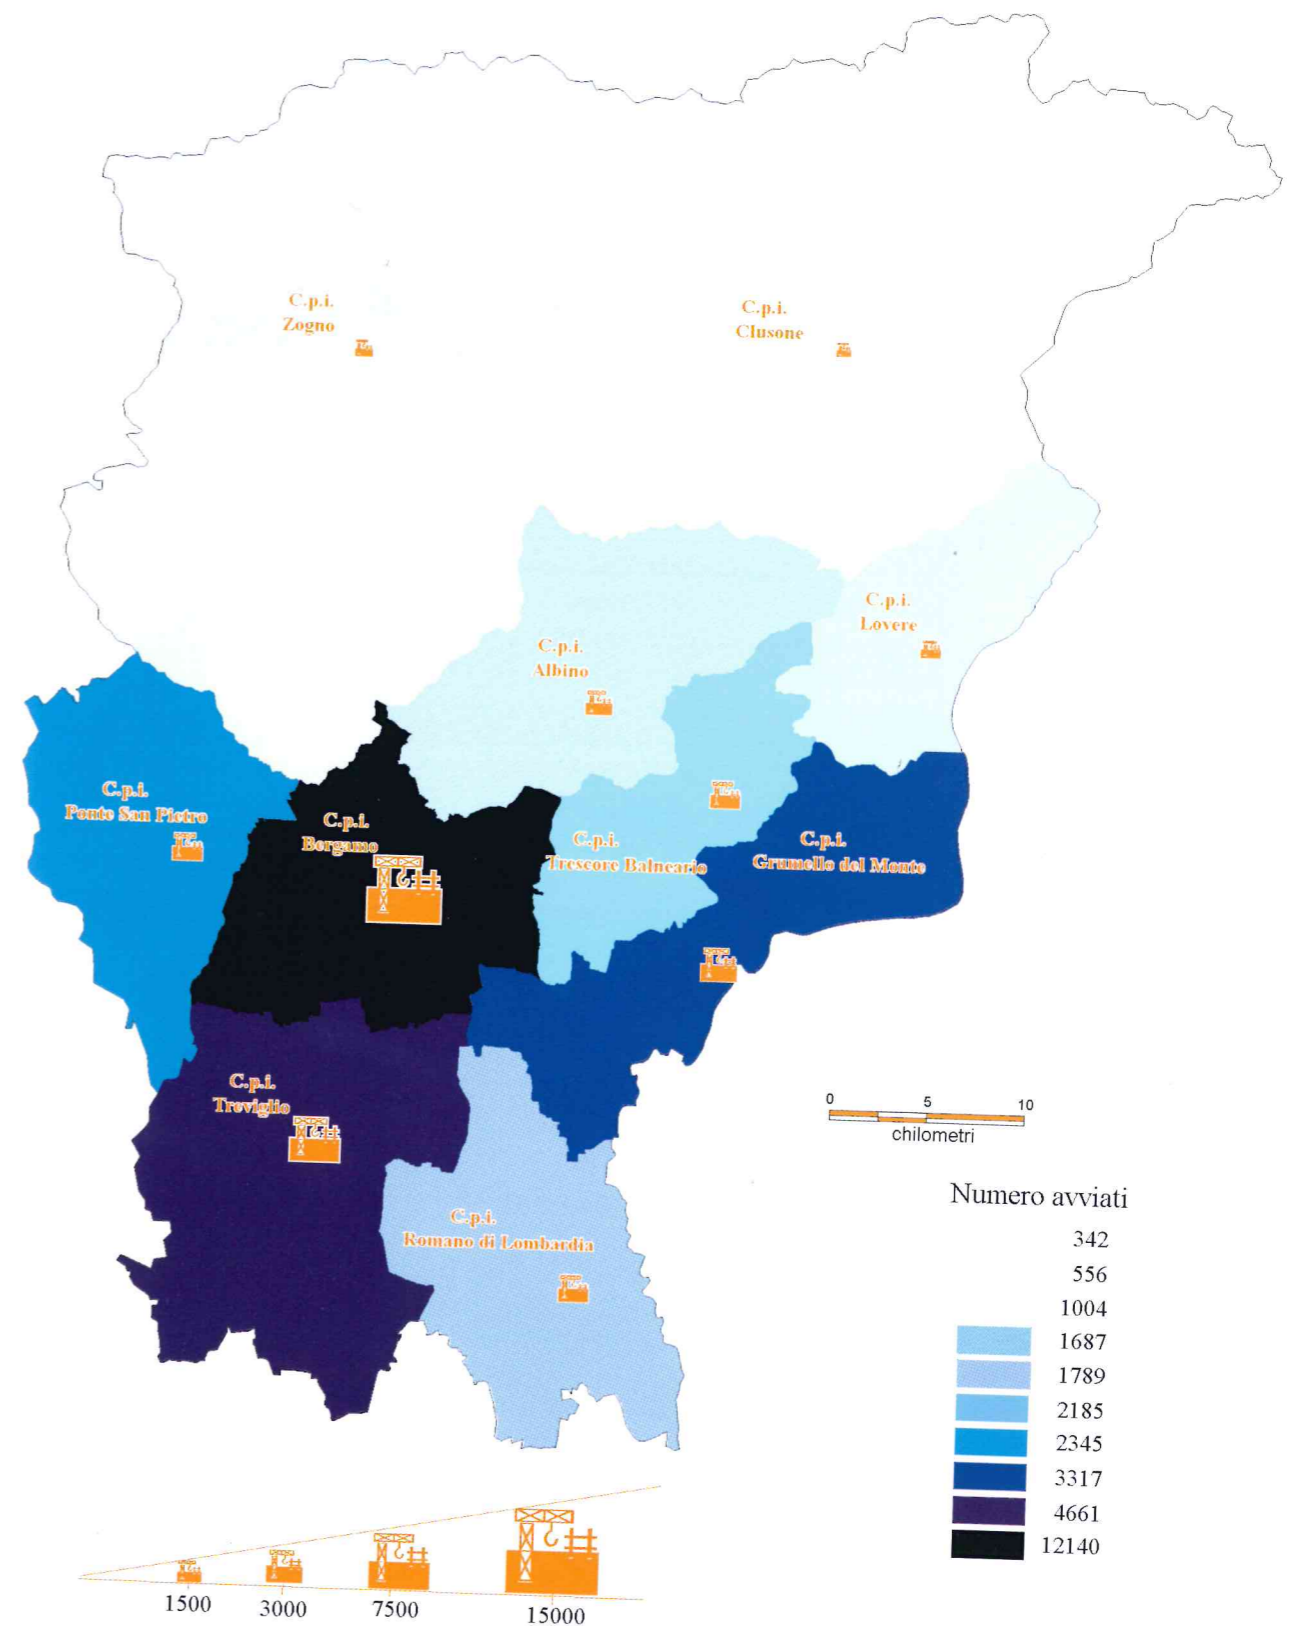 C.p.i.
Zogno
C.p.i.
Clusone
C.p.i.
Lovere
C.p.i.
Albino
C.p.i.
Ponte San Pietro
C.p.i.
Bergamo
C.p.i.
Trescore Balneario
C.p.i.
Grumello del Monte
C.p.i.
Treviglio
C.p.i.
Romano di Lombardia
0 5 10
chilometri
Numero avviati
342
556
1004
1687
1789
2185
2345
3317
4661
12140
1500 3000 7500 15000